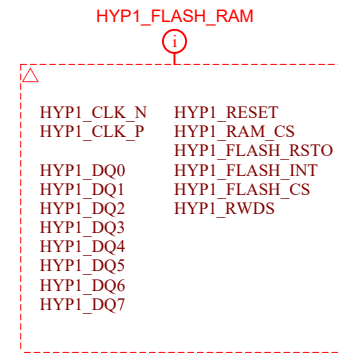 HYP1_FLASH_RAM
i
HYP1_CLK_N HYP1_RESET
HYP1_CLK_P HYP1_RAM_CS
HYP1_FLASH_RSTO
HYP1_DQ0 HYP1_FLASH_INT
HYP1_DQ1 HYP1_FLASH_CS
HYP1_DQ2 HYP1_RWDS
HYP1_DQ3
HYP1_DQ4
HYP1_DQ5
HYP1_DQ6
HYP1_DQ7